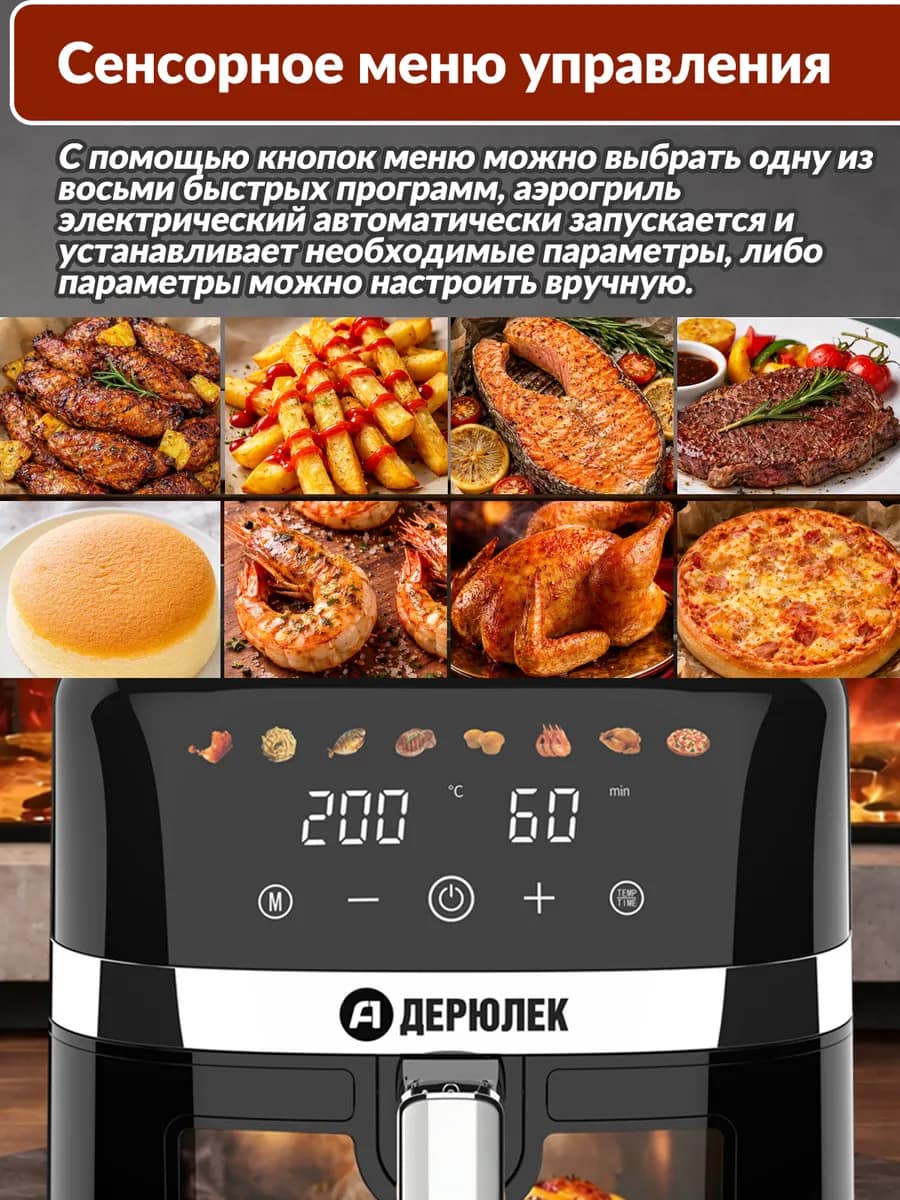 Сенсорное меню управления
С помощью кнопок меню можно выбрать одну из
восьми быстрых программ, аэрогриль
электрический автоматически запускается и
устанавливает необходимые параметры, либо
параметры можно настроить вручную.
200 °C 60 min
M − + TEMP
TIME
ДЕРЮЛЕК